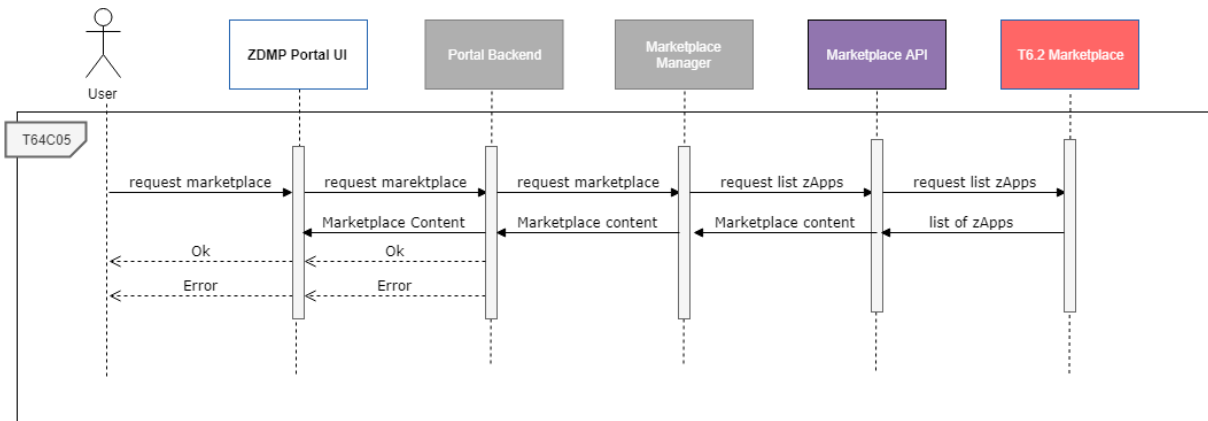 ZDMP Portal UI
Portal Backend
Marketplace
Manager
Marketplace API
T6.2 Marketplace
User
T64C05
request marketplace
request marektplace
request marketplace
request list zApps
request list zApps
Marketplace Content
Marketplace content
Marketplace content
list of zApps
Ok
Ok
Error
Error